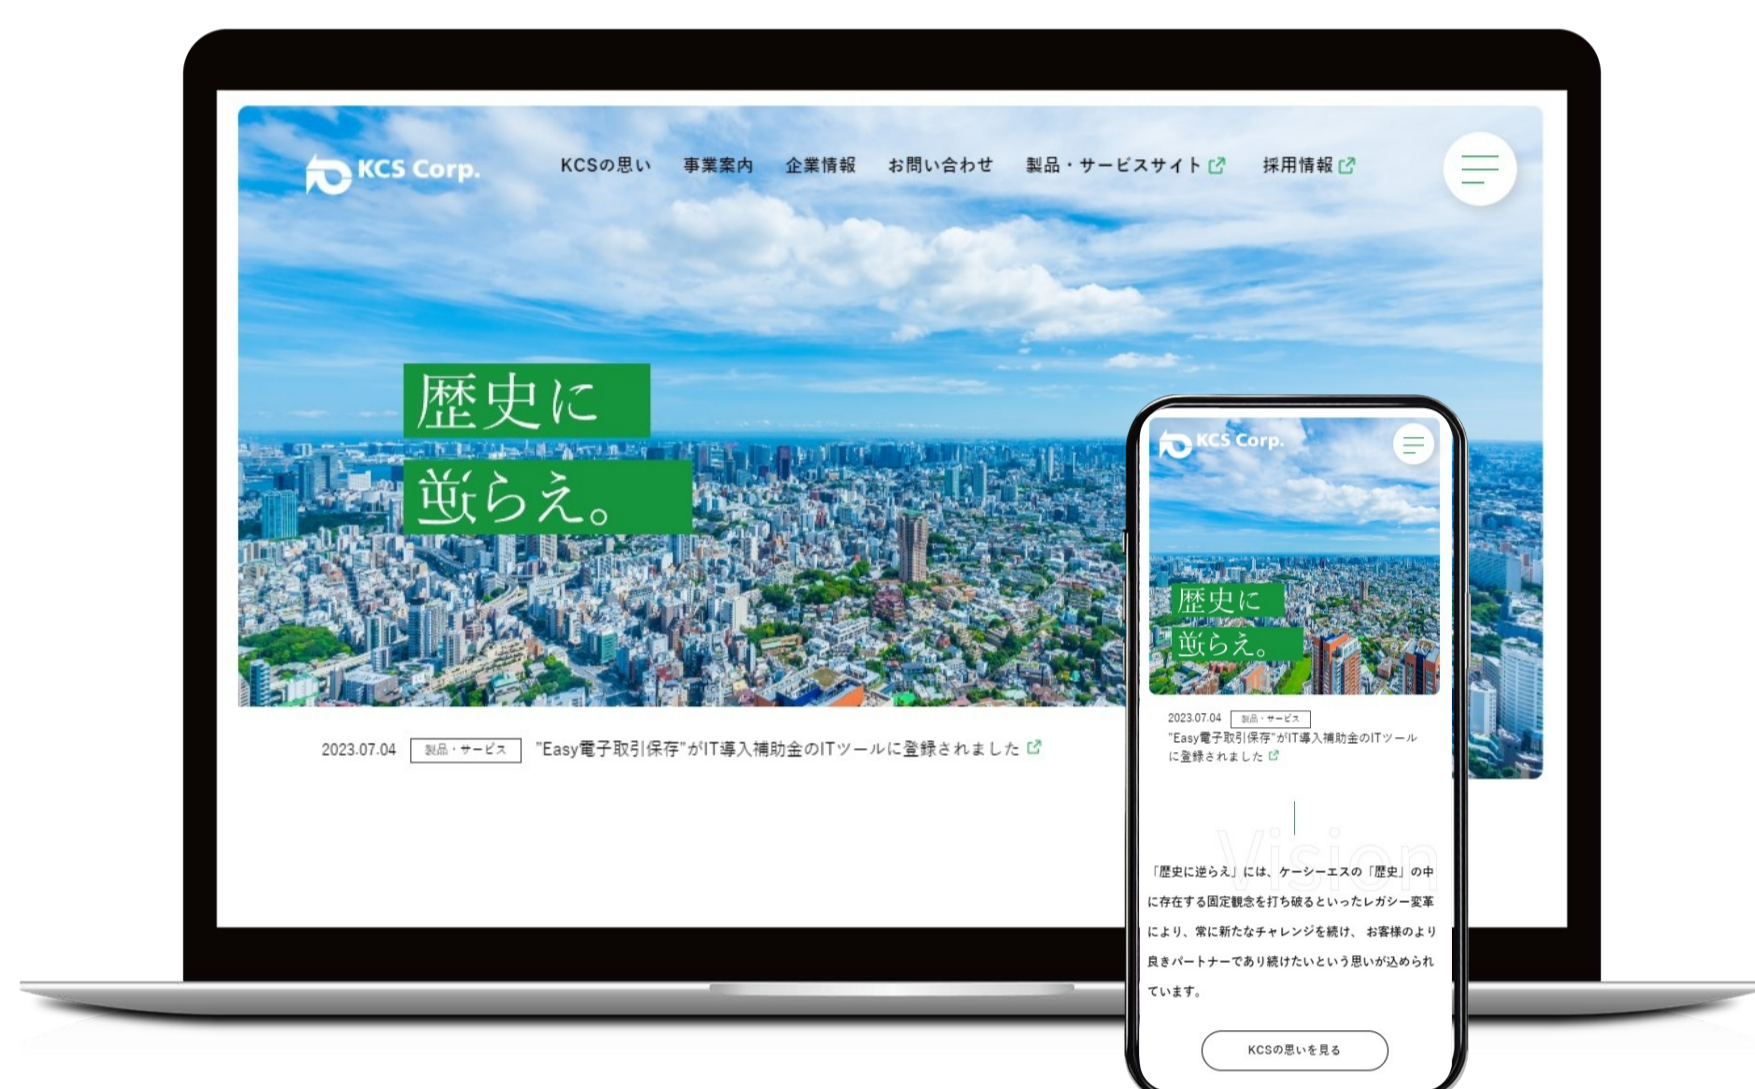 KCS Corp.
KCSの思い 事業案内 企業情報 お問い合わせ 製品・サービスサイト 採用情報
歴史に
逆らえ。
2023.07.04 製品・サービス "Easy電子取引保存"がIT導入補助金のITツールに登録されました
KCS Corp.
歴史に
逆らえ。
2023.07.04 製品・サービス
"Easy電子取引保存"がIT導入補助金のITツール
に登録されました
Vision
「歴史に逆らえ」には、ケーシーエスの「歴史」の中
に存在する固定観念を打ち破るといったレガシー変革
により、常に新たなチャレンジを続け、 お客様のより
良きパートナーであり続けたいという思いが込められ
ています。
KCSの思いを見る